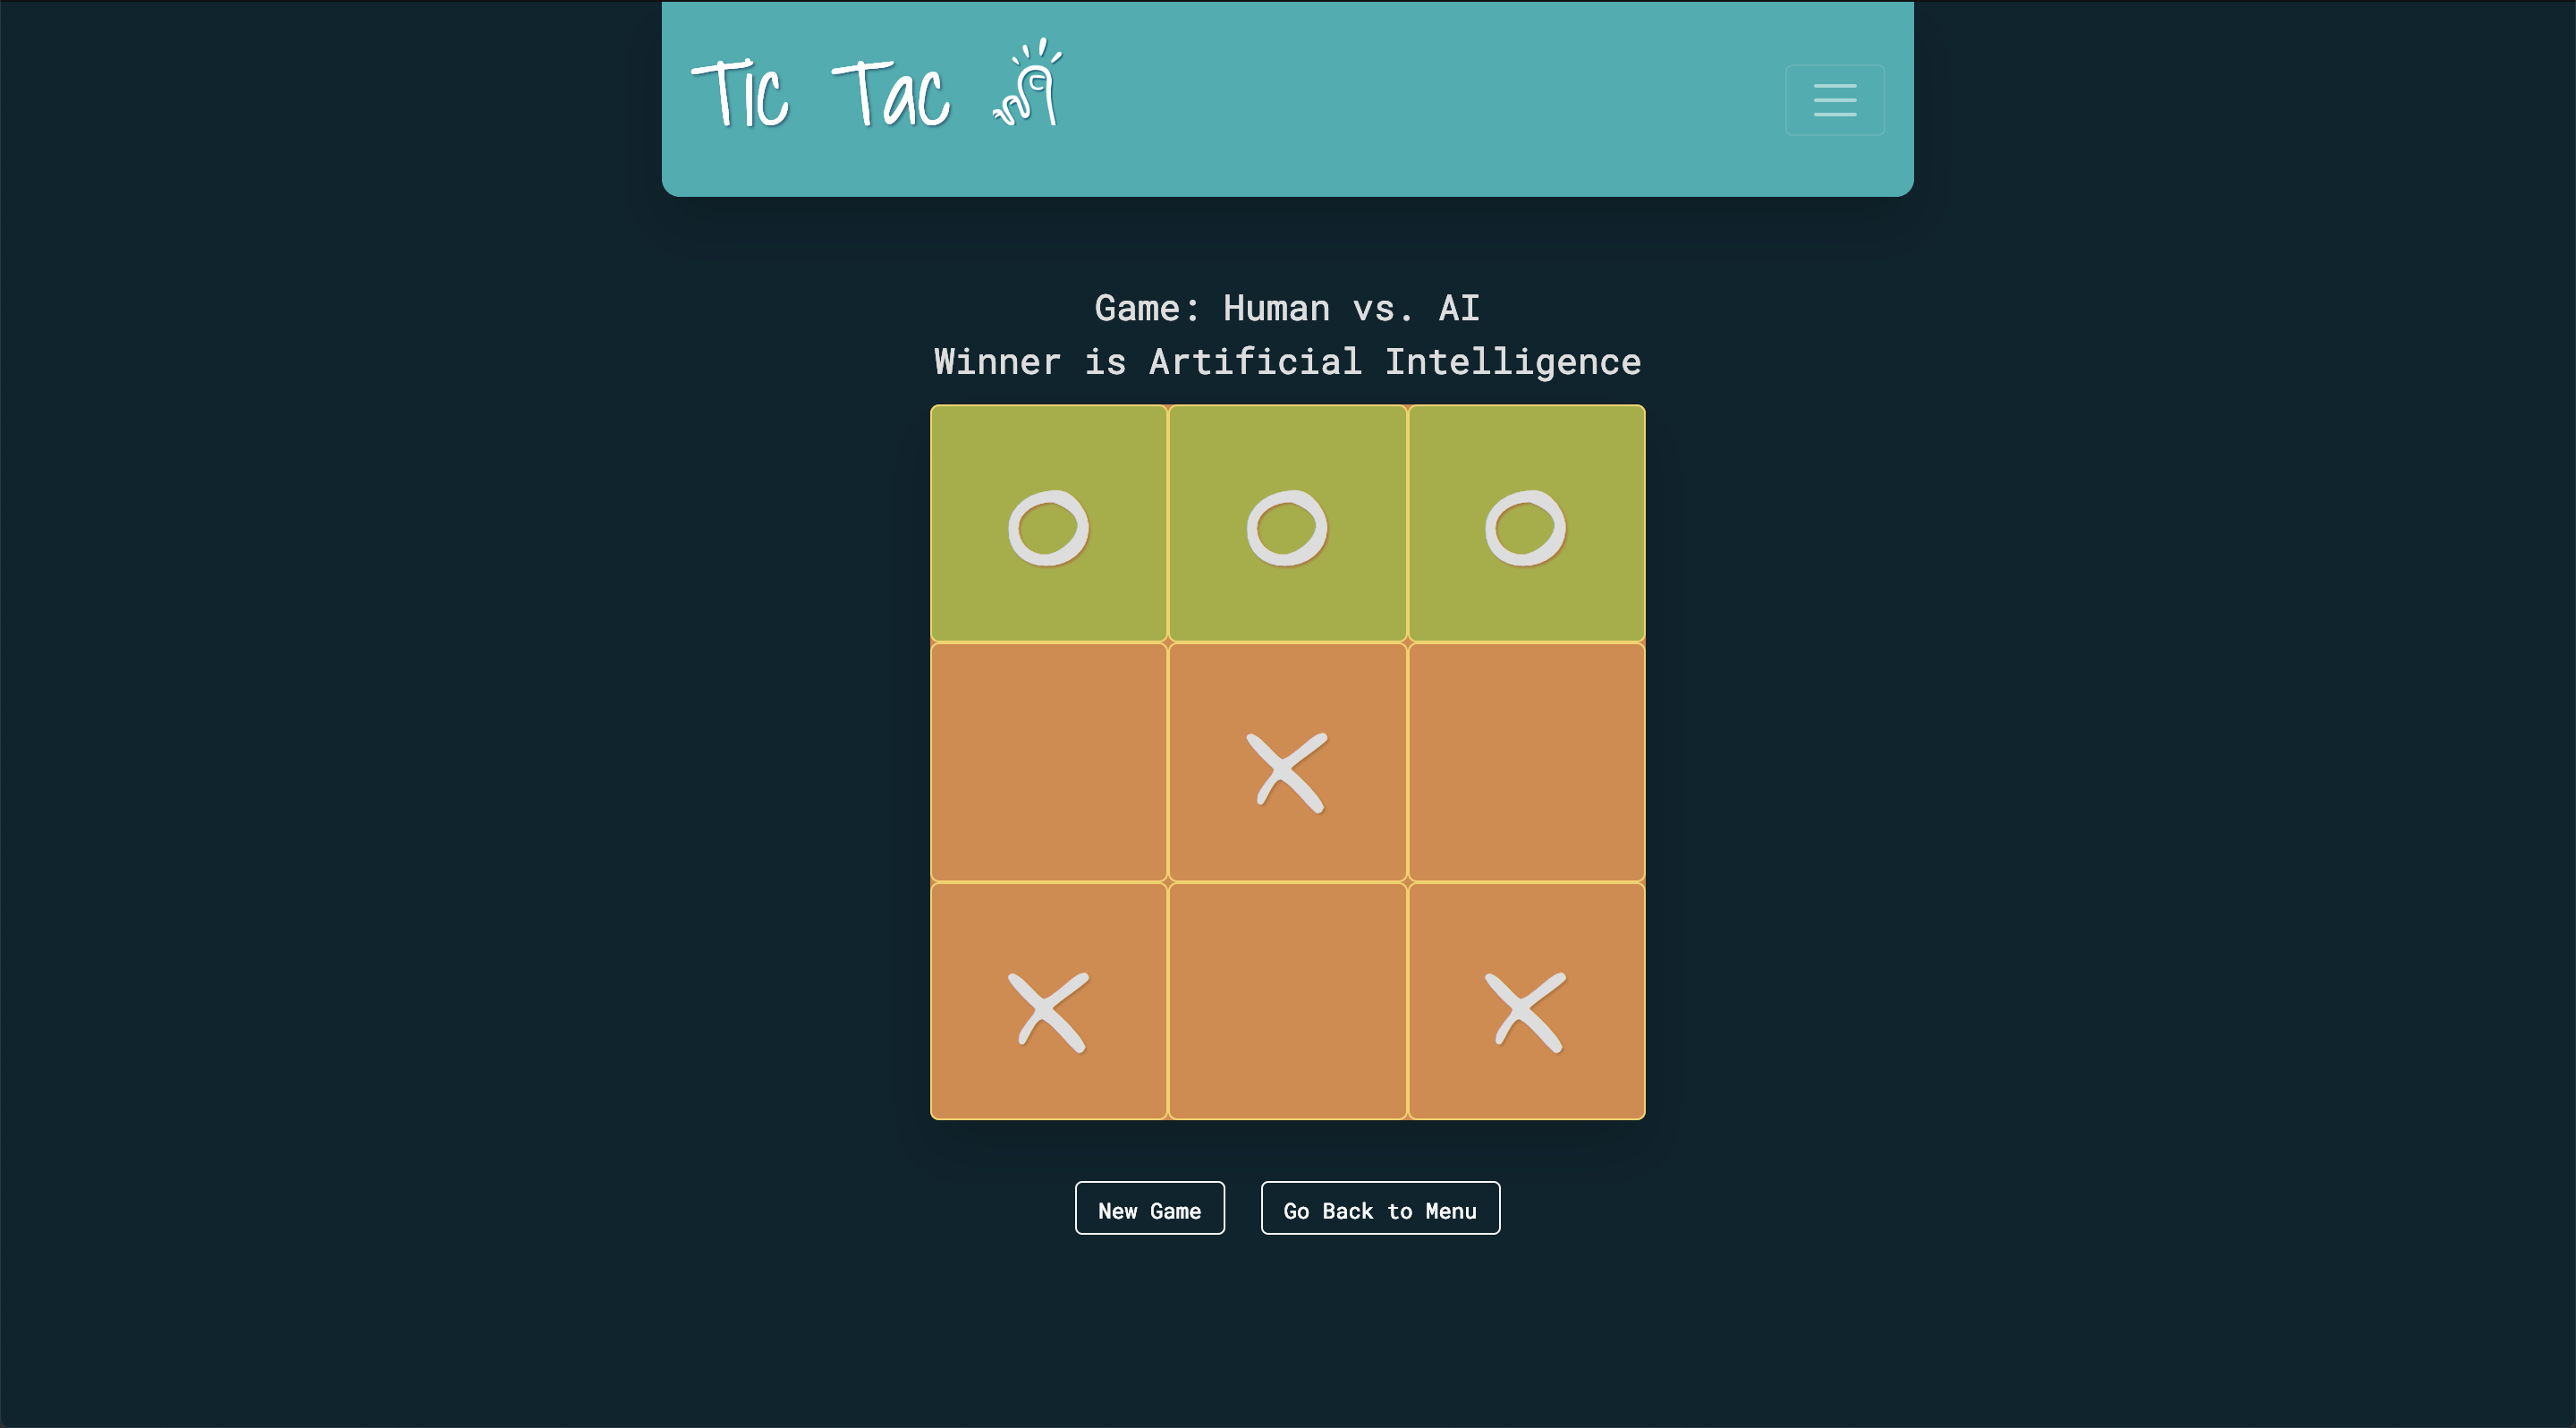 Tic Tac
Game: Human vs. AI
Winner is Artificial Intelligence
O O O
X
X X
New Game
Go Back to Menu